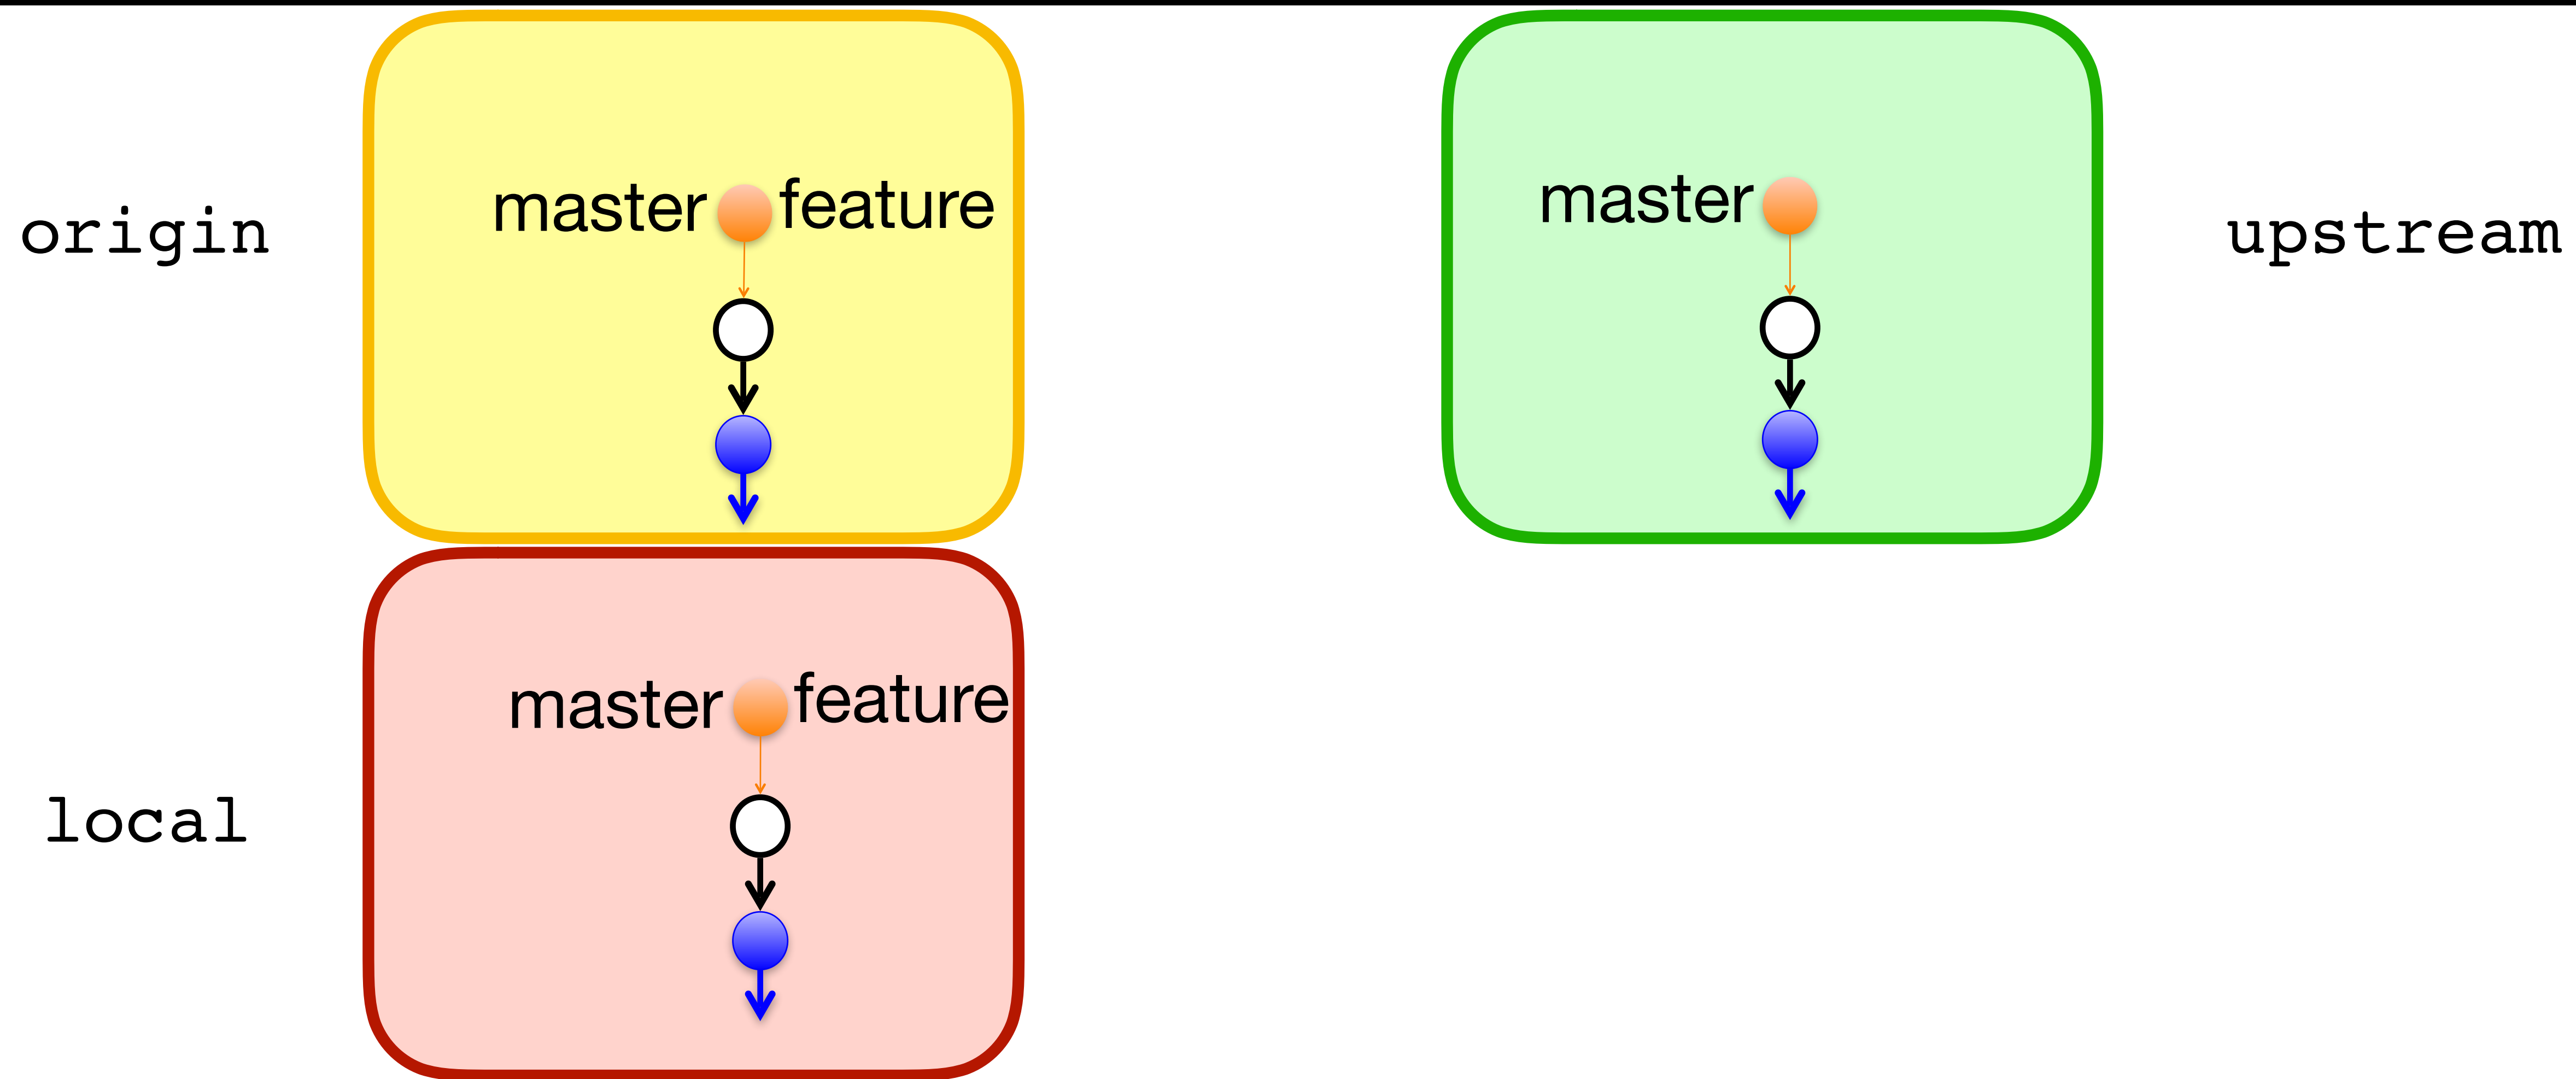 origin
master feature
master
upstream
local
master feature